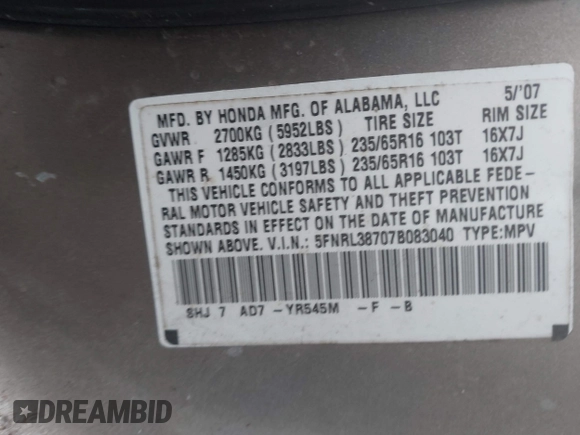 MFD. BY HONDA MFG. OF ALABAMA, LLC 5/'07
GVWR 2700KG (5952LBS) TIRE SIZE RIM SIZE
GAWR F 1285KG (2833LBS) 235/65R16 103T 16X7J
GAWR R 1450KG (3197LBS) 235/65R16 103T 16X7J
THIS VEHICLE CONFORMS TO ALL APPLICABLE FEDE-
RAL MOTOR VEHICLE SAFETY AND THEFT PREVENTION
STANDARDS IN EFFECT ON THE DATE OF MANUFACTURE
SHOWN ABOVE. V.I.N.: 5FNRL38707B083040 TYPE:MPV
SHJ 7 AD7 -YR545M -F -B
DREAMBID